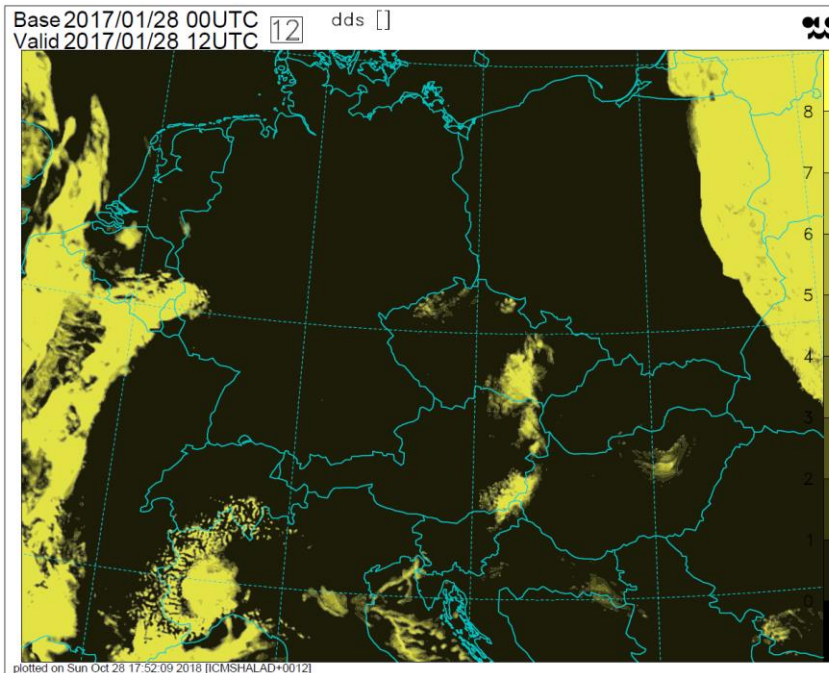 Base 2017/01/28 00UTC
Valid 2017/01/28 12UTC
12
dds []
8
7
6
5
4
3
2
1
0
plotted on Sun Oct 28 17:52:09 2018 [ICMSHALAD+0012]